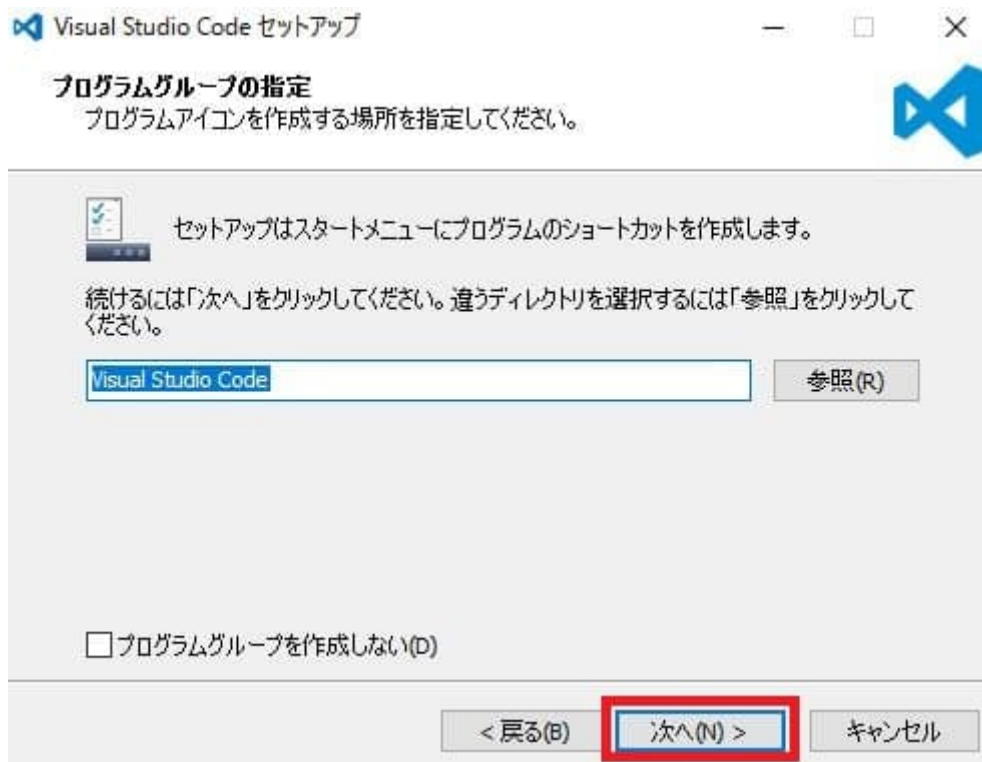 Visual Studio Code セットアップ
プログラムグループの指定
プログラムアイコンを作成する場所を指定してください。
セットアップはスタートメニューにプログラムのショートカットを作成します。
続けるには「次へ」をクリックしてください。違うディレクトリを選択するには「参照」をクリックして
ください。
Visual Studio Code
参照(R)
プログラムグループを作成しない(D)
< 戻る(B)
次へ(N) >
キャンセル